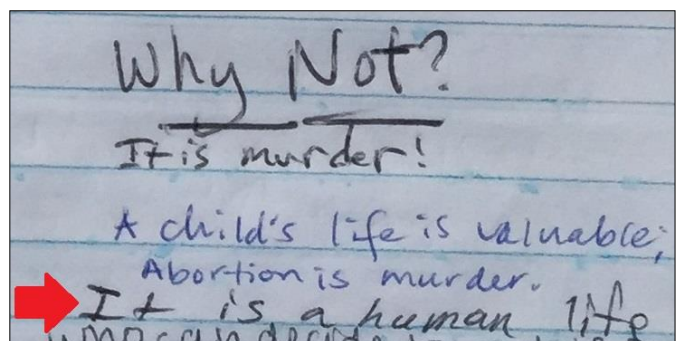 Why Not?
It is murder!
A child's life is valuable;
Abortion is murder.
It is a human life